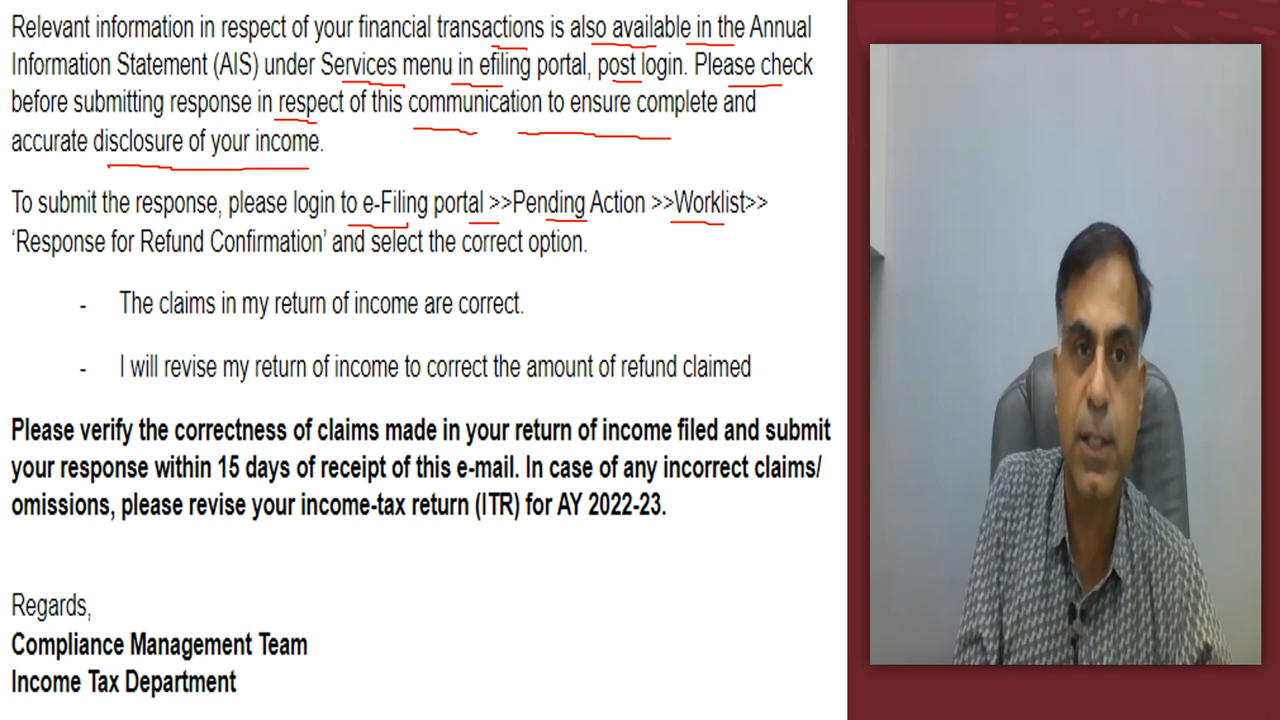 Relevant information in respect of your financial transactions is also available in the Annual
Information Statement (AIS) under Services menu in efiling portal, post login. Please check
before submitting response in respect of this communication to ensure complete and
accurate disclosure of your income.
To submit the response, please login to e-Filing portal >>Pending Action >>Worklist>>
‘Response for Refund Confirmation’ and select the correct option.
- The claims in my return of income are correct.
- I will revise my return of income to correct the amount of refund claimed
Please verify the correctness of claims made in your return of income filed and submit
your response within 15 days of receipt of this e-mail. In case of any incorrect claims/
omissions, please revise your income-tax return (ITR) for AY 2022-23.
Regards,
Compliance Management Team
Income Tax Department